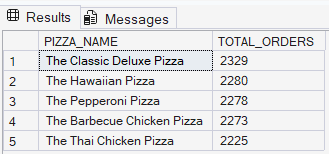 Results Messages
PIZZA_NAME TOTAL_ORDERS
1 The Classic Deluxe Pizza 2329
2 The Hawaiian Pizza 2280
3 The Pepperoni Pizza 2278
4 The Barbecue Chicken Pizza 2273
5 The Thai Chicken Pizza 2225